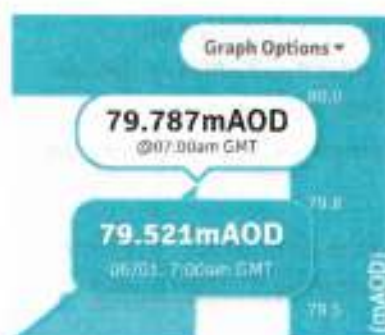 Graph Options
80.0
79.787mAOD
@07.00am GMT
79.8
79.521mAOD
06/01, 7:00am GMT
79.5
(mAOD)